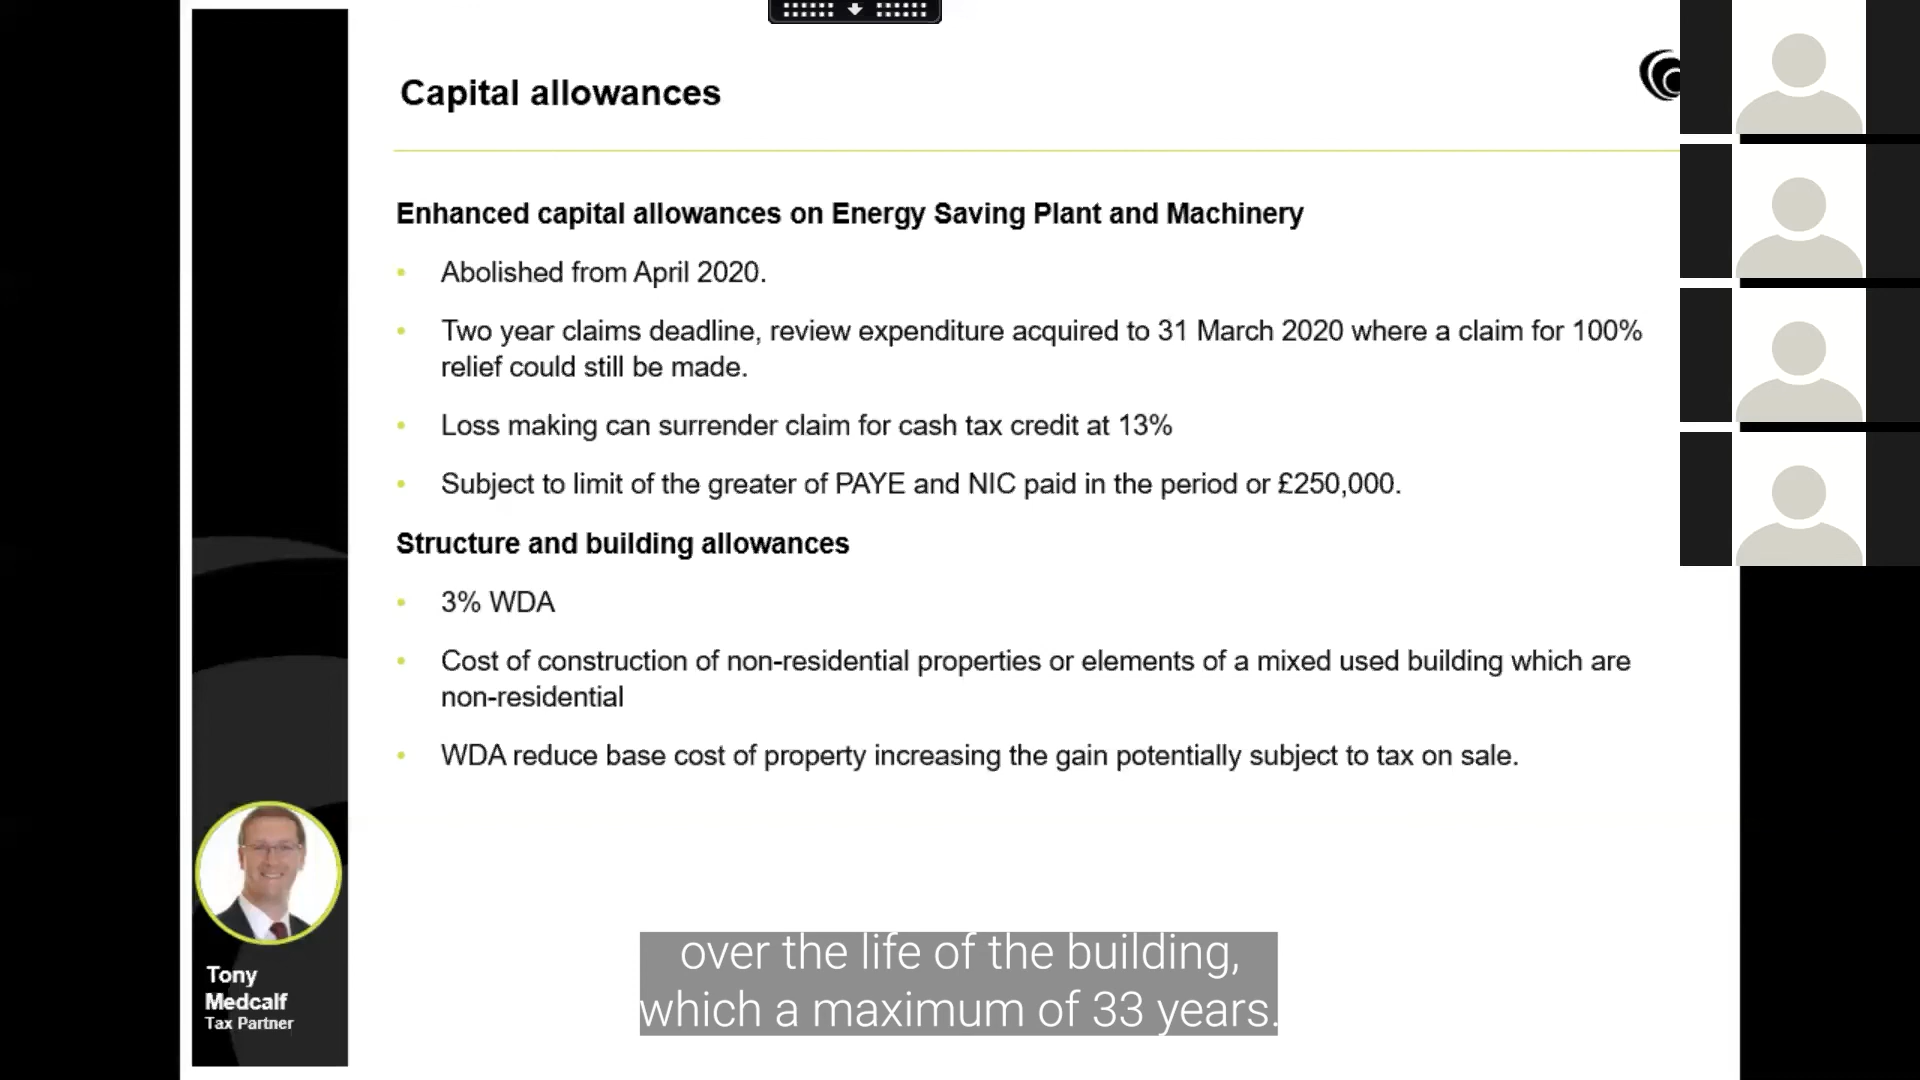 Capital allowances
Enhanced capital allowances on Energy Saving Plant and Machinery
• Abolished from April 2020.
• Two year claims deadline, review expenditure acquired to 31 March 2020 where a claim for 100%
relief could still be made.
• Loss making can surrender claim for cash tax credit at 13%
• Subject to limit of the greater of PAYE and NIC paid in the period or £250,000.
Structure and building allowances
• 3% WDA
• Cost of construction of non-residential properties or elements of a mixed used building which are
non-residential
• WDA reduce base cost of property increasing the gain potentially subject to tax on sale.
Tony
Medcalf
Tax Partner
over the life of the building,
which a maximum of 33 years.